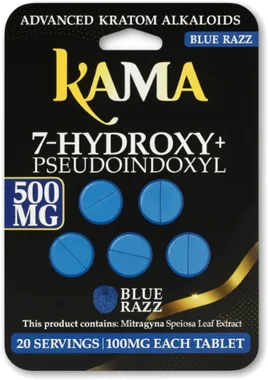 ADVANCED KRATOM ALKALOIDS
BLUE RAZZ
KAMA
7-HYDROXY+
PSEUDOINDOXYL
500
MG
BLUE
RAZZ
This product contains: Mitragyna Speiosa Leaf Extract
20 SERVINGS | 100MG EACH TABLET